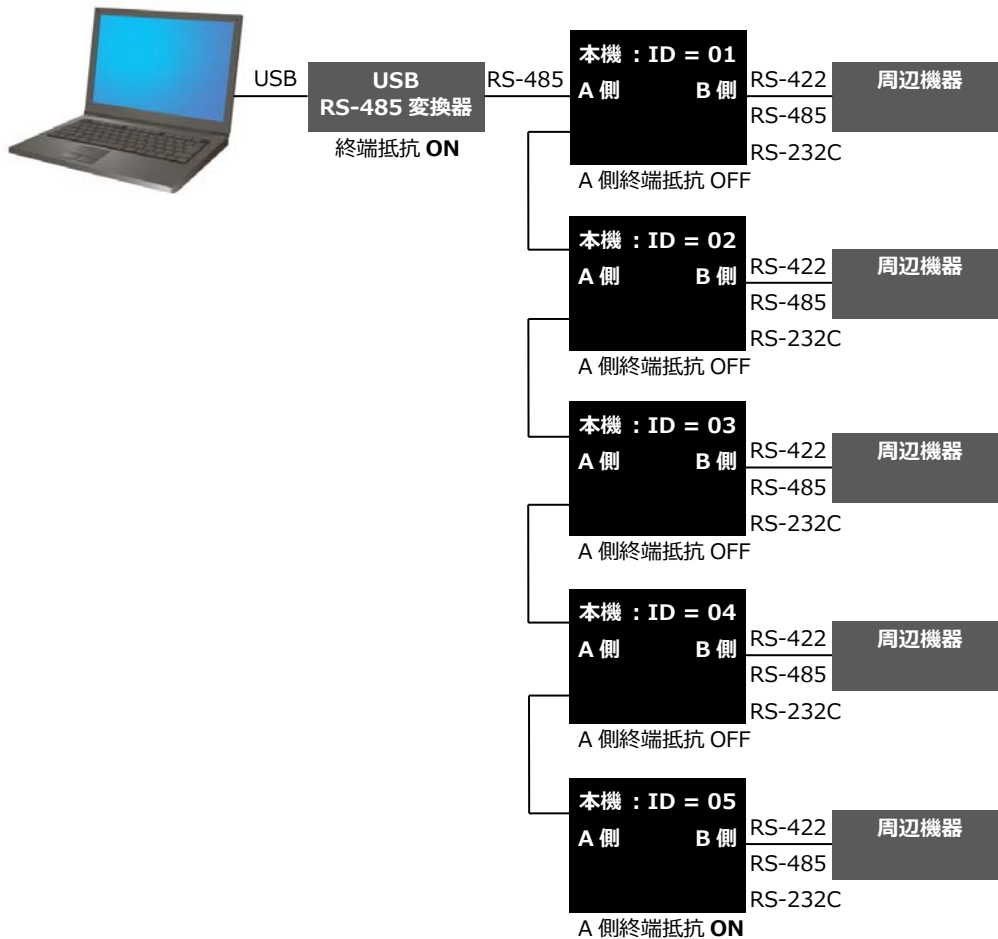 USB
USB
RS-485 変換器
終端抵抗 ON
RS-485
本機 : ID = 01
A 側 B 側
RS-422
RS-485
RS-232C
周辺機器
A 側終端抵抗 OFF
本機 : ID = 02
A 側 B 側
RS-422
RS-485
RS-232C
周辺機器
A 側終端抵抗 OFF
本機 : ID = 03
A 側 B 側
RS-422
RS-485
RS-232C
周辺機器
A 側終端抵抗 OFF
本機 : ID = 04
A 側 B 側
RS-422
RS-485
RS-232C
周辺機器
A 側終端抵抗 OFF
本機 : ID = 05
A 側 B 側
RS-422
RS-485
RS-232C
周辺機器
A 側終端抵抗 ON